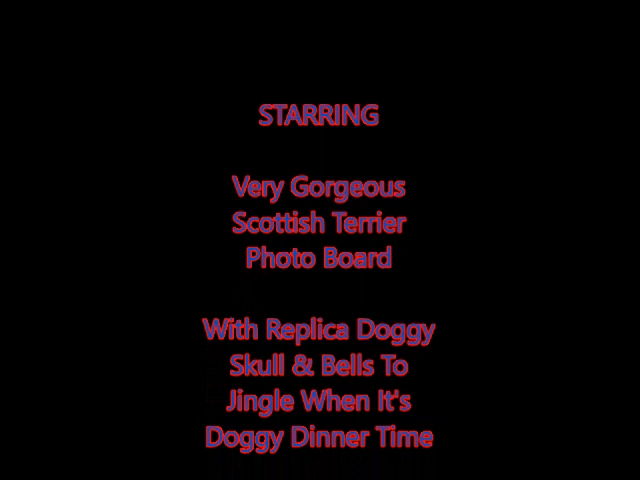 STARRING
Very Gorgeous
Scottish Terrier
Photo Board
With Replica Doggy
Skull & Bells To
Jingle When It's
Doggy Dinner Time